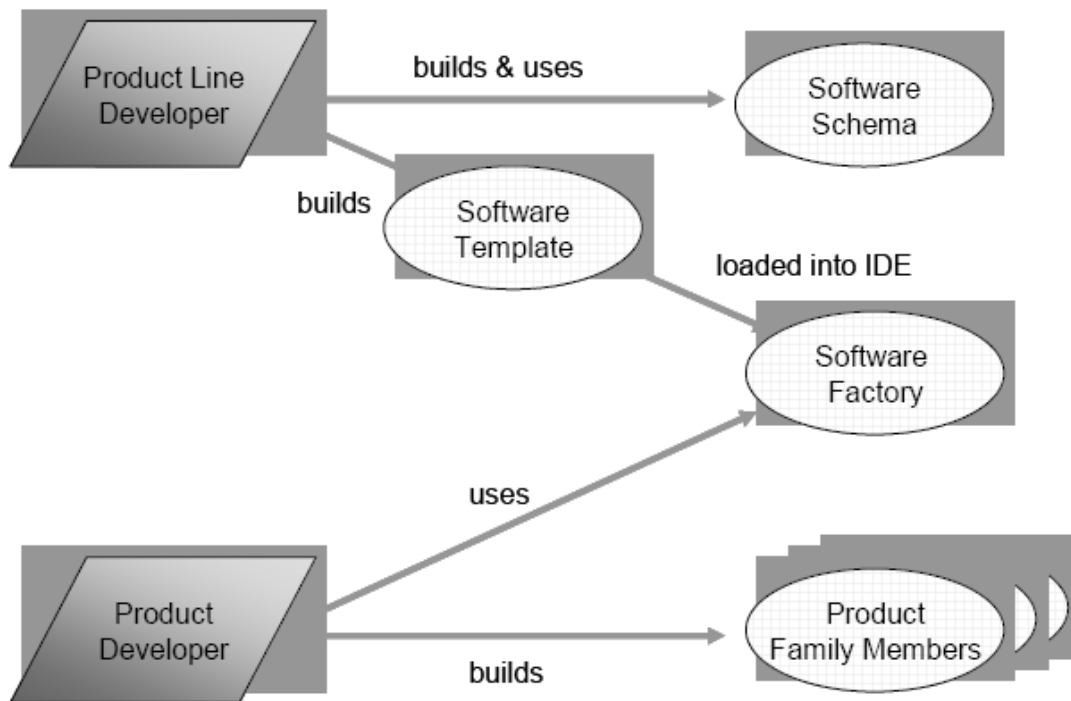 Product Line
Developer
builds & uses
Software
Schema
builds
Software
Template
loaded into IDE
Software
Factory
uses
Product
Developer
builds
Product
Family Members